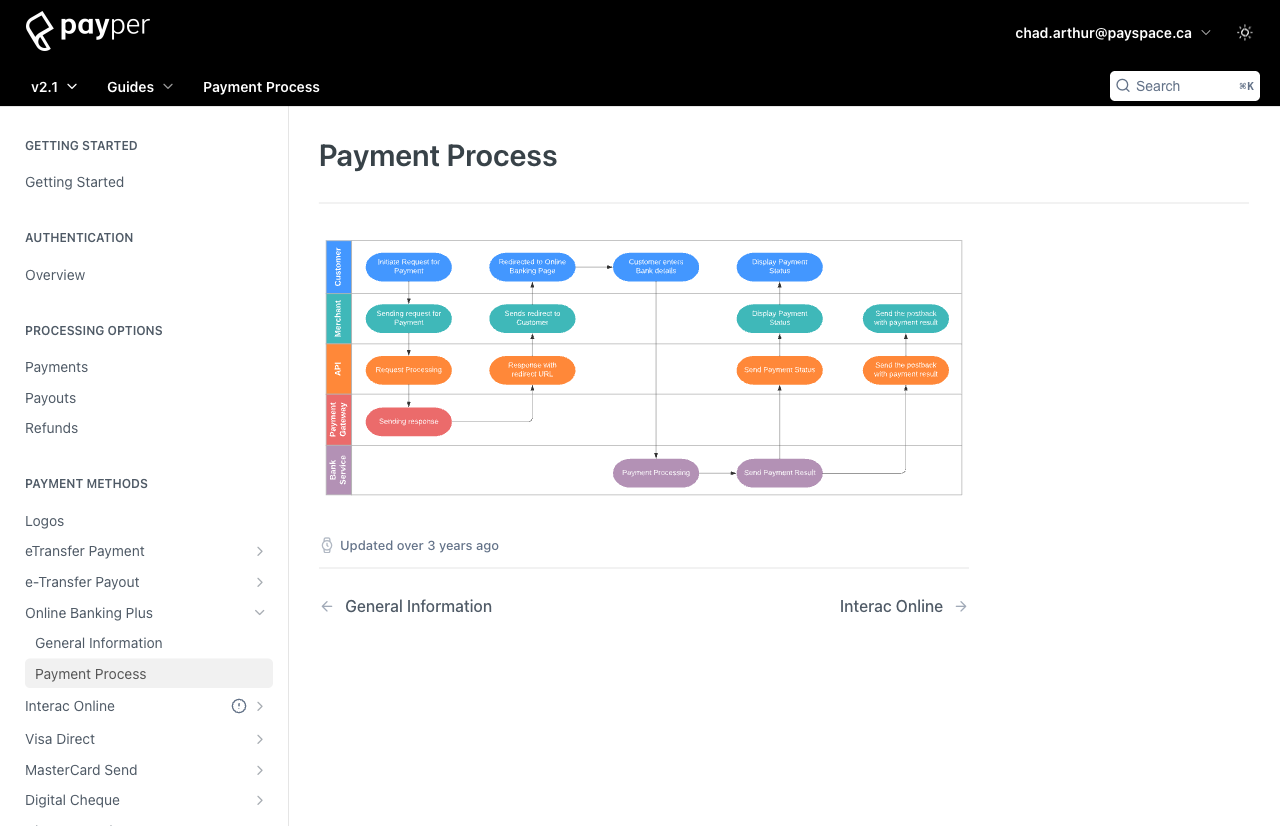 payper
chad.arthur@payspace.ca
v2.1
Guides
Payment Process
Search
⌘K
GETTING STARTED
Getting Started
AUTHENTICATION
Overview
PROCESSING OPTIONS
Payments
Payouts
Refunds
PAYMENT METHODS
Logos
eTransfer Payment
e-Transfer Payout
Online Banking Plus
General Information
Payment Process
Interac Online
Visa Direct
MasterCard Send
Digital Cheque
Payment Process
Customer
Initiate Request for
Payment
Redirected to Online
Banking Page
Customer enters
Bank details
Display Payment
Status
Merchant
Sending request for
Payment
Sends redirect to
Customer
Display Payment
Status
Send the postback
with payment result
API
Request Processing
Response with
redirect URL
Send Payment Status
Send the postback
with payment result
Payment
Gateway
Sending response
Bank
Service
Payment Processing
Send Payment Result
Updated over 3 years ago
General Information
Interac Online